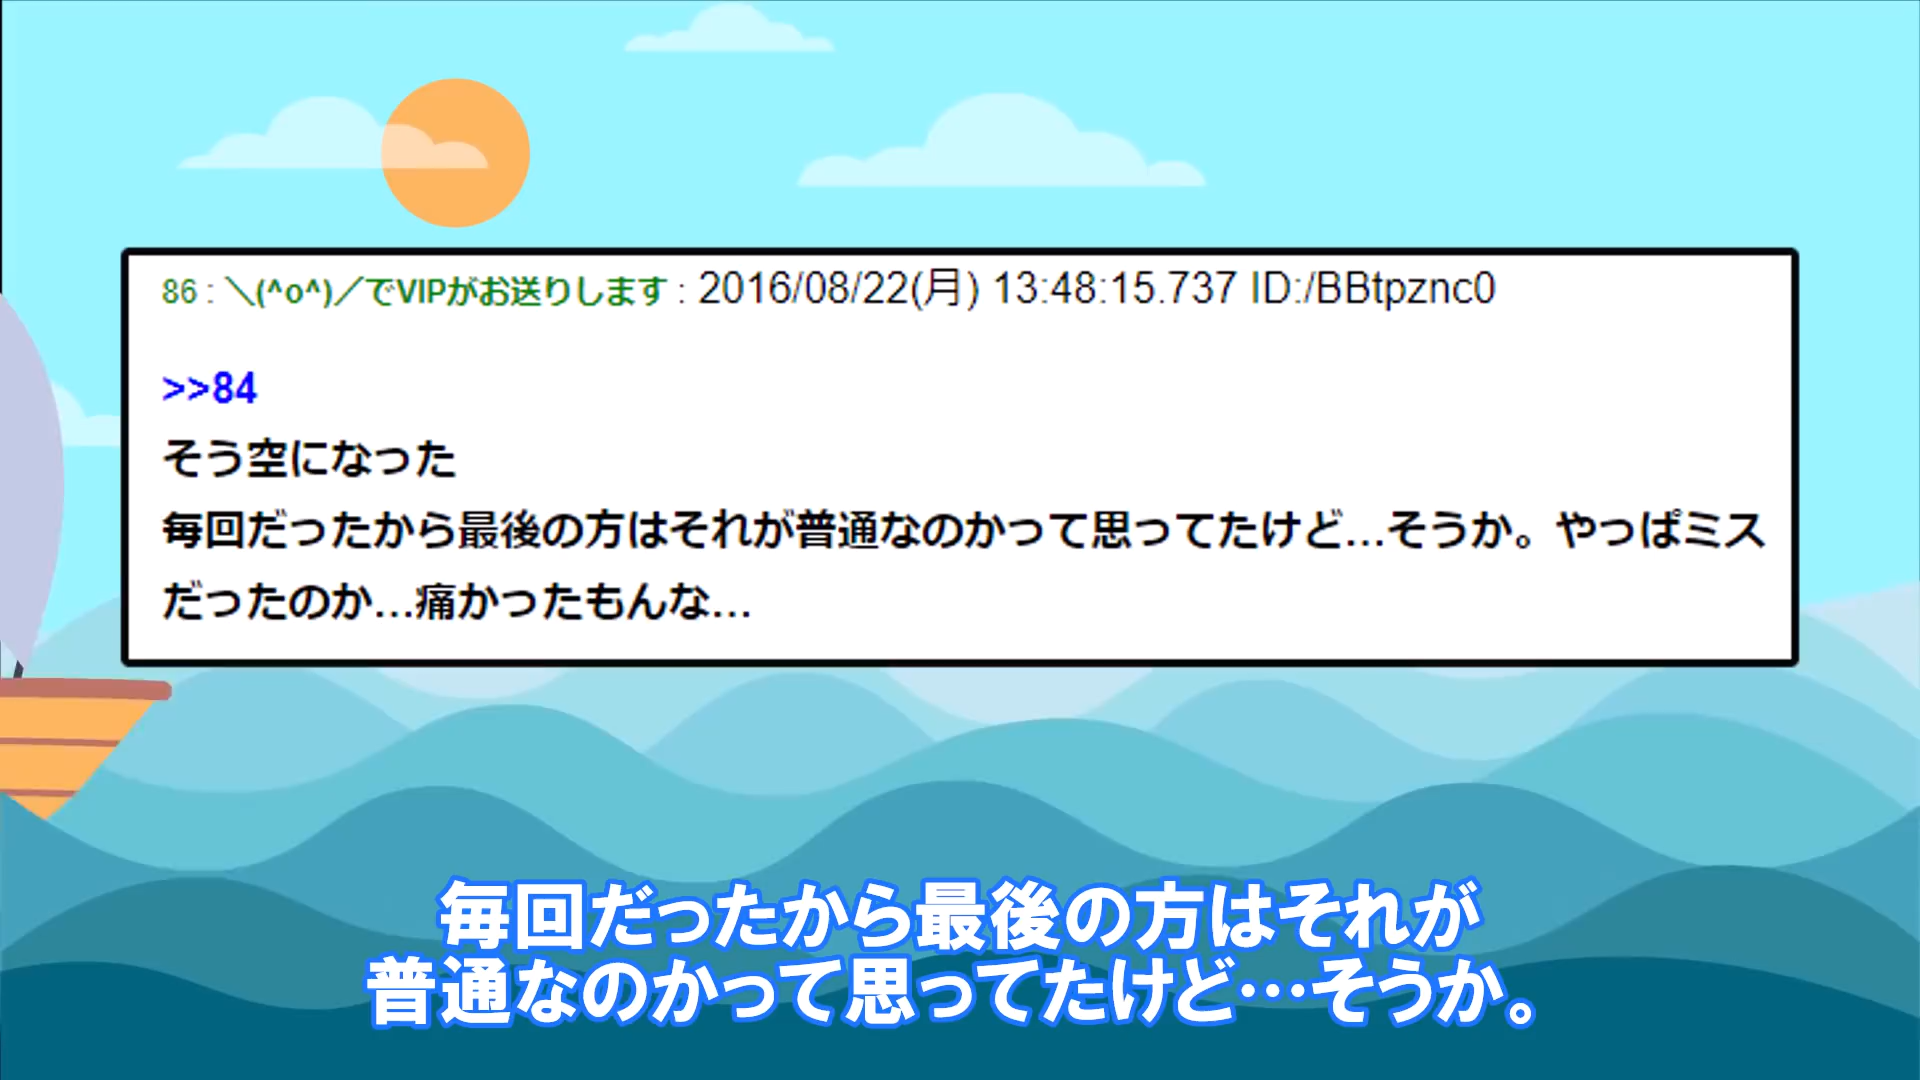 86 : ＼(^o^)／でVIPがお送りします : 2016/08/22(月) 13:48:15.737 ID:/BBtpznc0
>>84
そう空になった
毎回だったから最後の方はそれが普通なのかって思ってたけど…そうか。やっぱミス
だったのか…痛かったもんな…
毎回だったから最後の方はそれが
普通なのかって思ってたけど…そうか。